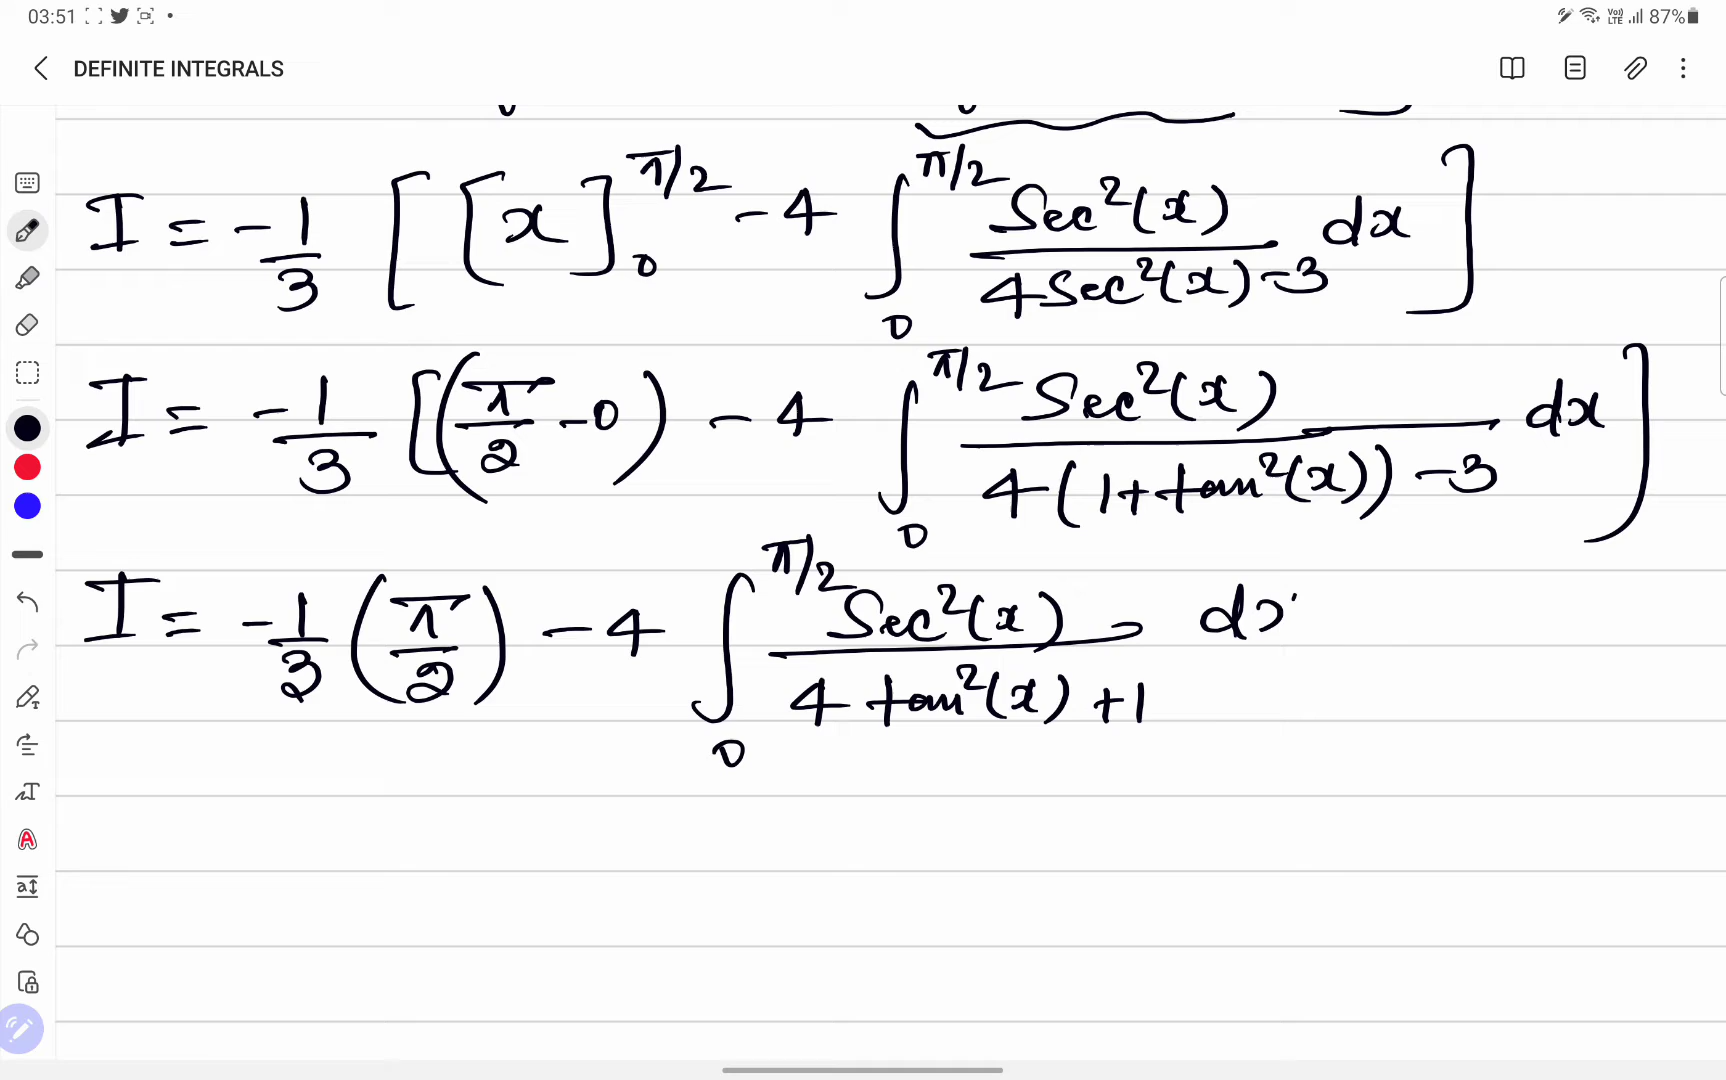 03:51 Vo) LTE 87%
DEFINITE INTEGRALS
I = -1/3 [ [x]_0^{π/2} - 4 ∫_0^{π/2} Sec²(x) / (4Sec²(x) - 3) dx ]
I = -1/3 [ (π/2 - 0) - 4 ∫_0^{π/2} Sec²(x) / (4(1 + tan²(x)) - 3) dx ]
I = -1/3 (π/2) - 4 ∫_0^{π/2} Sec²(x) / (4 tan²(x) + 1) d